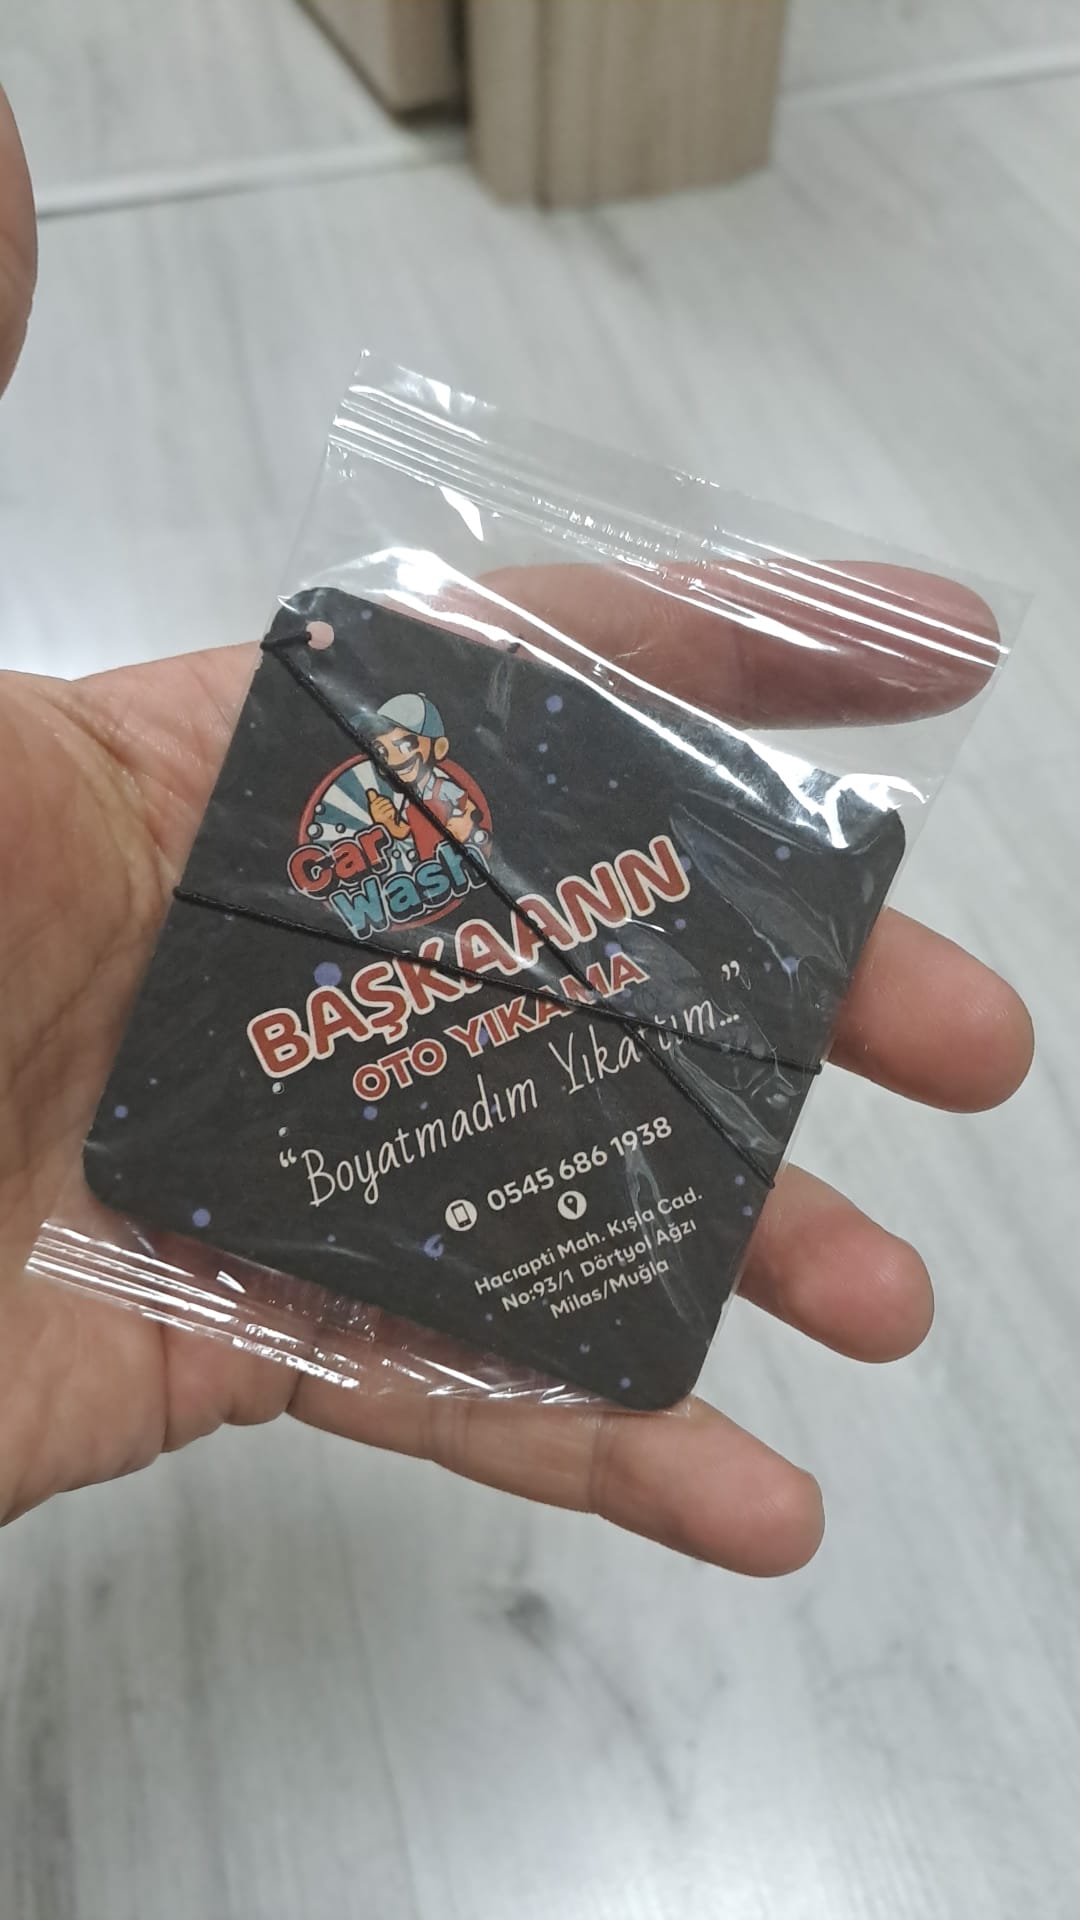 Car
Wash
BAŞKAANN
OTO YIKAMA
“Boyatmadım Yıkattım...”
0545 686 1938
Hacıapti Mah. Kışla Cad.
No:93/1 Dörtyol Ağzı
Milas/Muğla